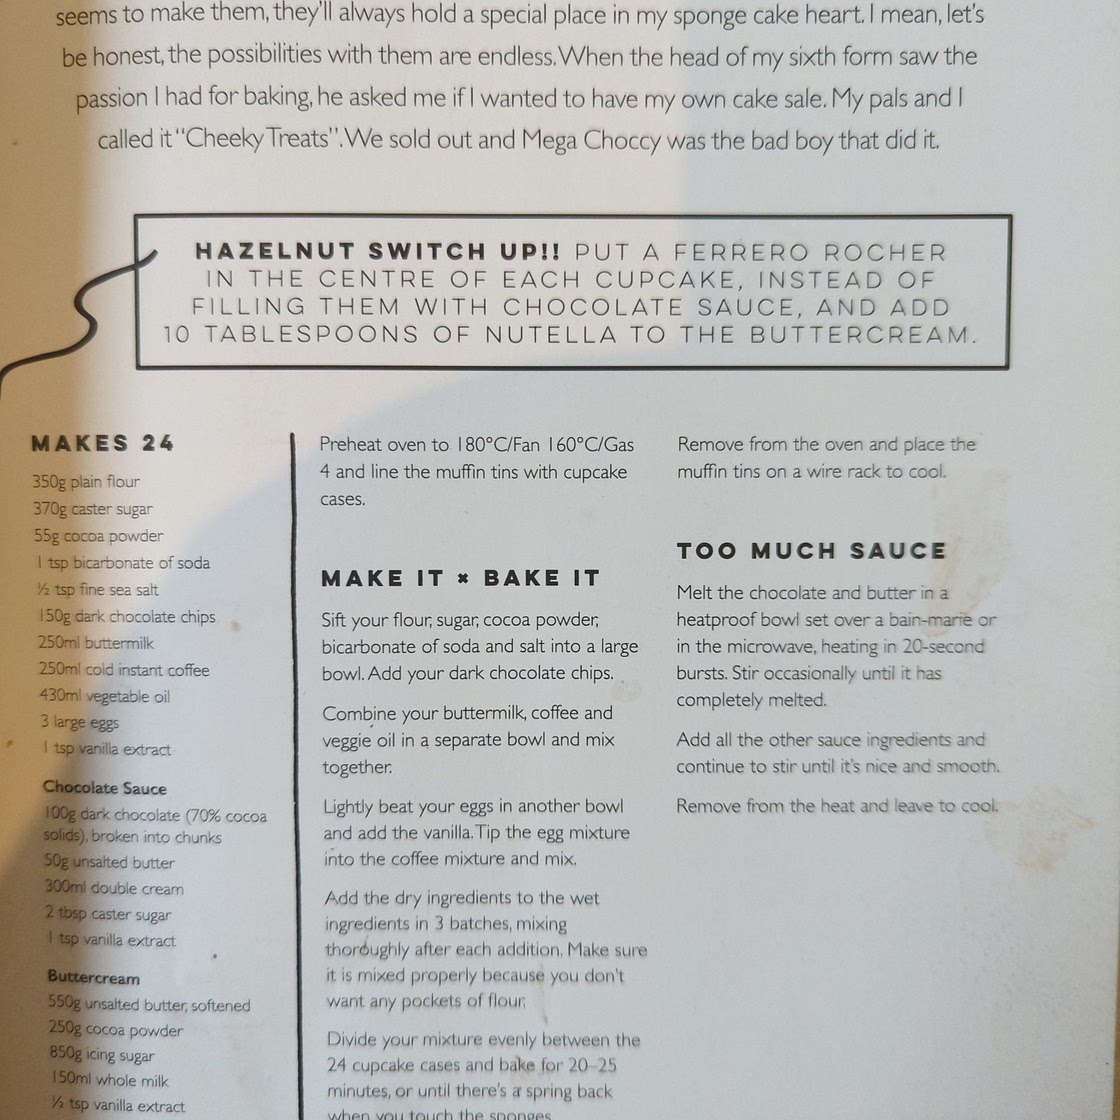 seems to make them, they'll always hold a special place in my sponge cake heart. I mean, let's
be honest, the possibilities with them are endless. When the head of my sixth form saw the
passion I had for baking, he asked me if I wanted to have my own cake sale. My pals and I
called it "Cheeky Treats". We sold out and Mega Choccy was the bad boy that did it.
HAZELNUT SWITCH UP!! PUT A FERRERO ROCHER
IN THE CENTRE OF EACH CUPCAKE, INSTEAD OF
FILLING THEM WITH CHOCOLATE SAUCE, AND ADD
10 TABLESPOONS OF NUTELLA TO THE BUTTERCREAM.
MAKES 24
350g plain flour
370g caster sugar
55g cocoa powder
1 tsp bicarbonate of soda
½ tsp fine sea salt
150g dark chocolate chips
250ml buttermilk
250ml cold instant coffee
430ml vegetable oil
3 large eggs
1 tsp vanilla extract
Chocolate Sauce
100g dark chocolate (70% cocoa
solids), broken into chunks
50g unsalted butter
300ml double cream
2 tbsp caster sugar
1 tsp vanilla extract
Buttercream
550g unsalted butter, softened
250g cocoa powder
850g icing sugar
150ml whole milk
½ tsp vanilla extract
Preheat oven to 180°C/Fan 160°C/Gas
4 and line the muffin tins with cupcake
cases.
MAKE IT × BAKE IT
Sift your flour, sugar, cocoa powder,
bicarbonate of soda and salt into a large
bowl. Add your dark chocolate chips.
Combine your buttermilk, coffee and
veggie oil in a separate bowl and mix
together.
Lightly beat your eggs in another bowl
and add the vanilla. Tip the egg mixture
into the coffee mixture and mix.
Add the dry ingredients to the wet
ingredients in 3 batches, mixing
thoroughly after each addition. Make sure
it is mixed properly because you don't
want any pockets of flour.
Divide your mixture evenly between the
24 cupcake cases and bake for 20–25
minutes, or until there's a spring back
when you touch the sponges.
Remove from the oven and place the
muffin tins on a wire rack to cool.
TOO MUCH SAUCE
Melt the chocolate and butter in a
heatproof bowl set over a bain-marie or
in the microwave, heating in 20-second
bursts. Stir occasionally until it has
completely melted.
Add all the other sauce ingredients and
continue to stir until it's nice and smooth.
Remove from the heat and leave to cool.